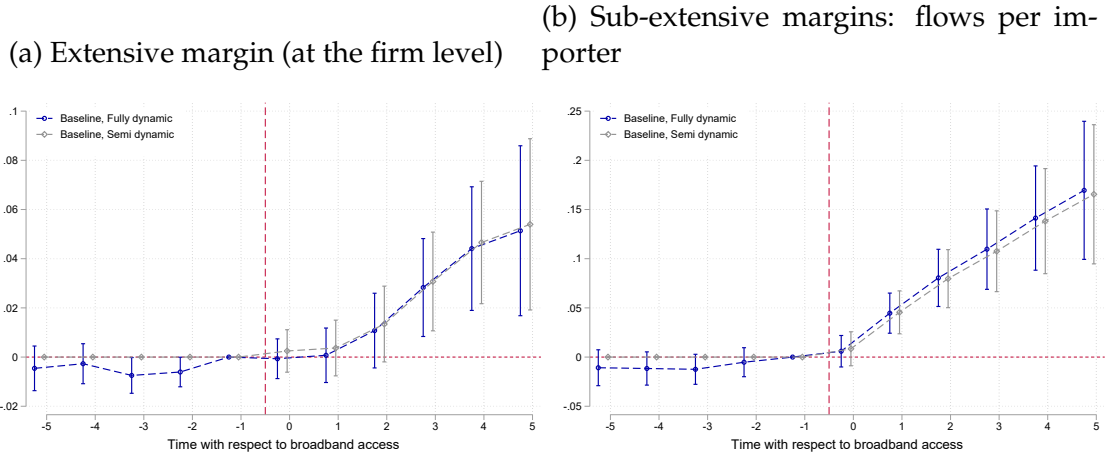 (a) Extensive margin (at the firm level)
(b) Sub-extensive margins: flows per im-
porter
.1
.08
.06
.04
.02
0
-.02
Baseline, Fully dynamic
Baseline, Semi dynamic
-5 -4 -3 -2 -1 0 1 2 3 4 5
Time with respect to broadband access
.25
.2
.15
.1
.05
0
-.05
Baseline, Fully dynamic
Baseline, Semi dynamic
-5 -4 -3 -2 -1 0 1 2 3 4 5
Time with respect to broadband access